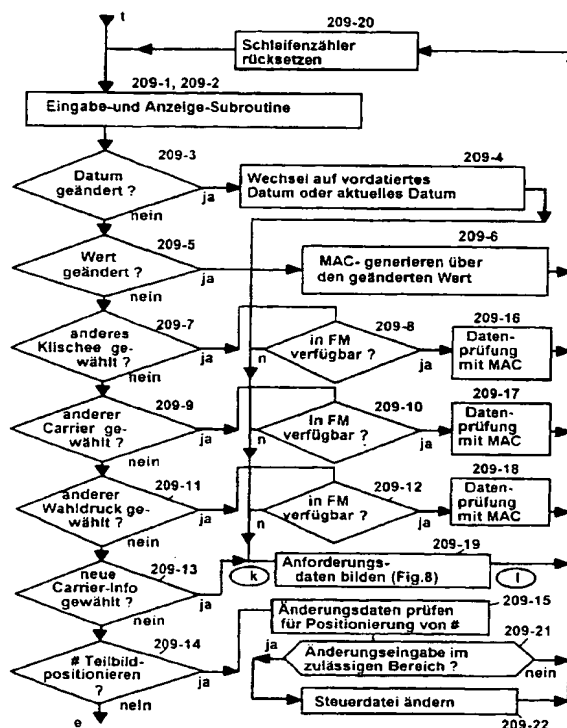 t
209-20
Schleifenzähler
rücksetzen
209-1, 209-2
Eingabe-und Anzeige-Subroutine
209-3
Datum
geändert ?
ja
nein
209-4
Wechsel auf vordatiertes
Datum oder aktuelles Datum
209-5
Wert
geändert ?
ja
nein
209-6
MAC- generieren über
den geänderten Wert
209-7
anderes
Klischee ge-
wählt ?
ja
nein
209-8
in FM
verfügbar ?
n
ja
209-16
Daten-
prüfung
mit MAC
209-9
anderer
Carrier ge-
wählt ?
ja
nein
209-10
In FM
verfügbar ?
n
ja
209-17
Daten-
prüfung
mit MAC
209-11
anderer
Wahldruck ge-
wählt ?
ja
nein
209-12
in FM
verfügbar ?
n
ja
209-18
Daten-
prüfung
mit MAC
209-13
neue
Carrier-Info
gewählt ?
ja
nein
k
209-19
Anforderungs-
daten bilden (Fig.8)
l
209-14
# Teilbild-
positionieren
?
ja
nein
209-15
Änderungsdaten prüfen
für Positionierung von #
209-21
Änderungseingabe im
zulässigen Bereich ?
ja
nein
Steuerdatei ändern
209-22
e